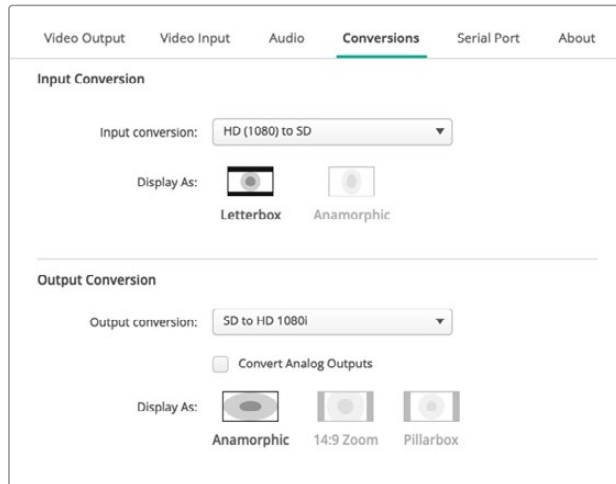 Video Output Video Input Audio Conversions Serial Port About
Input Conversion
Input conversion: HD (1080) to SD
Display As:
Letterbox Anamorphic
Output Conversion
Output conversion: SD to HD 1080i
Convert Analog Outputs
Display As:
Anamorphic 14:9 Zoom Pillarbox